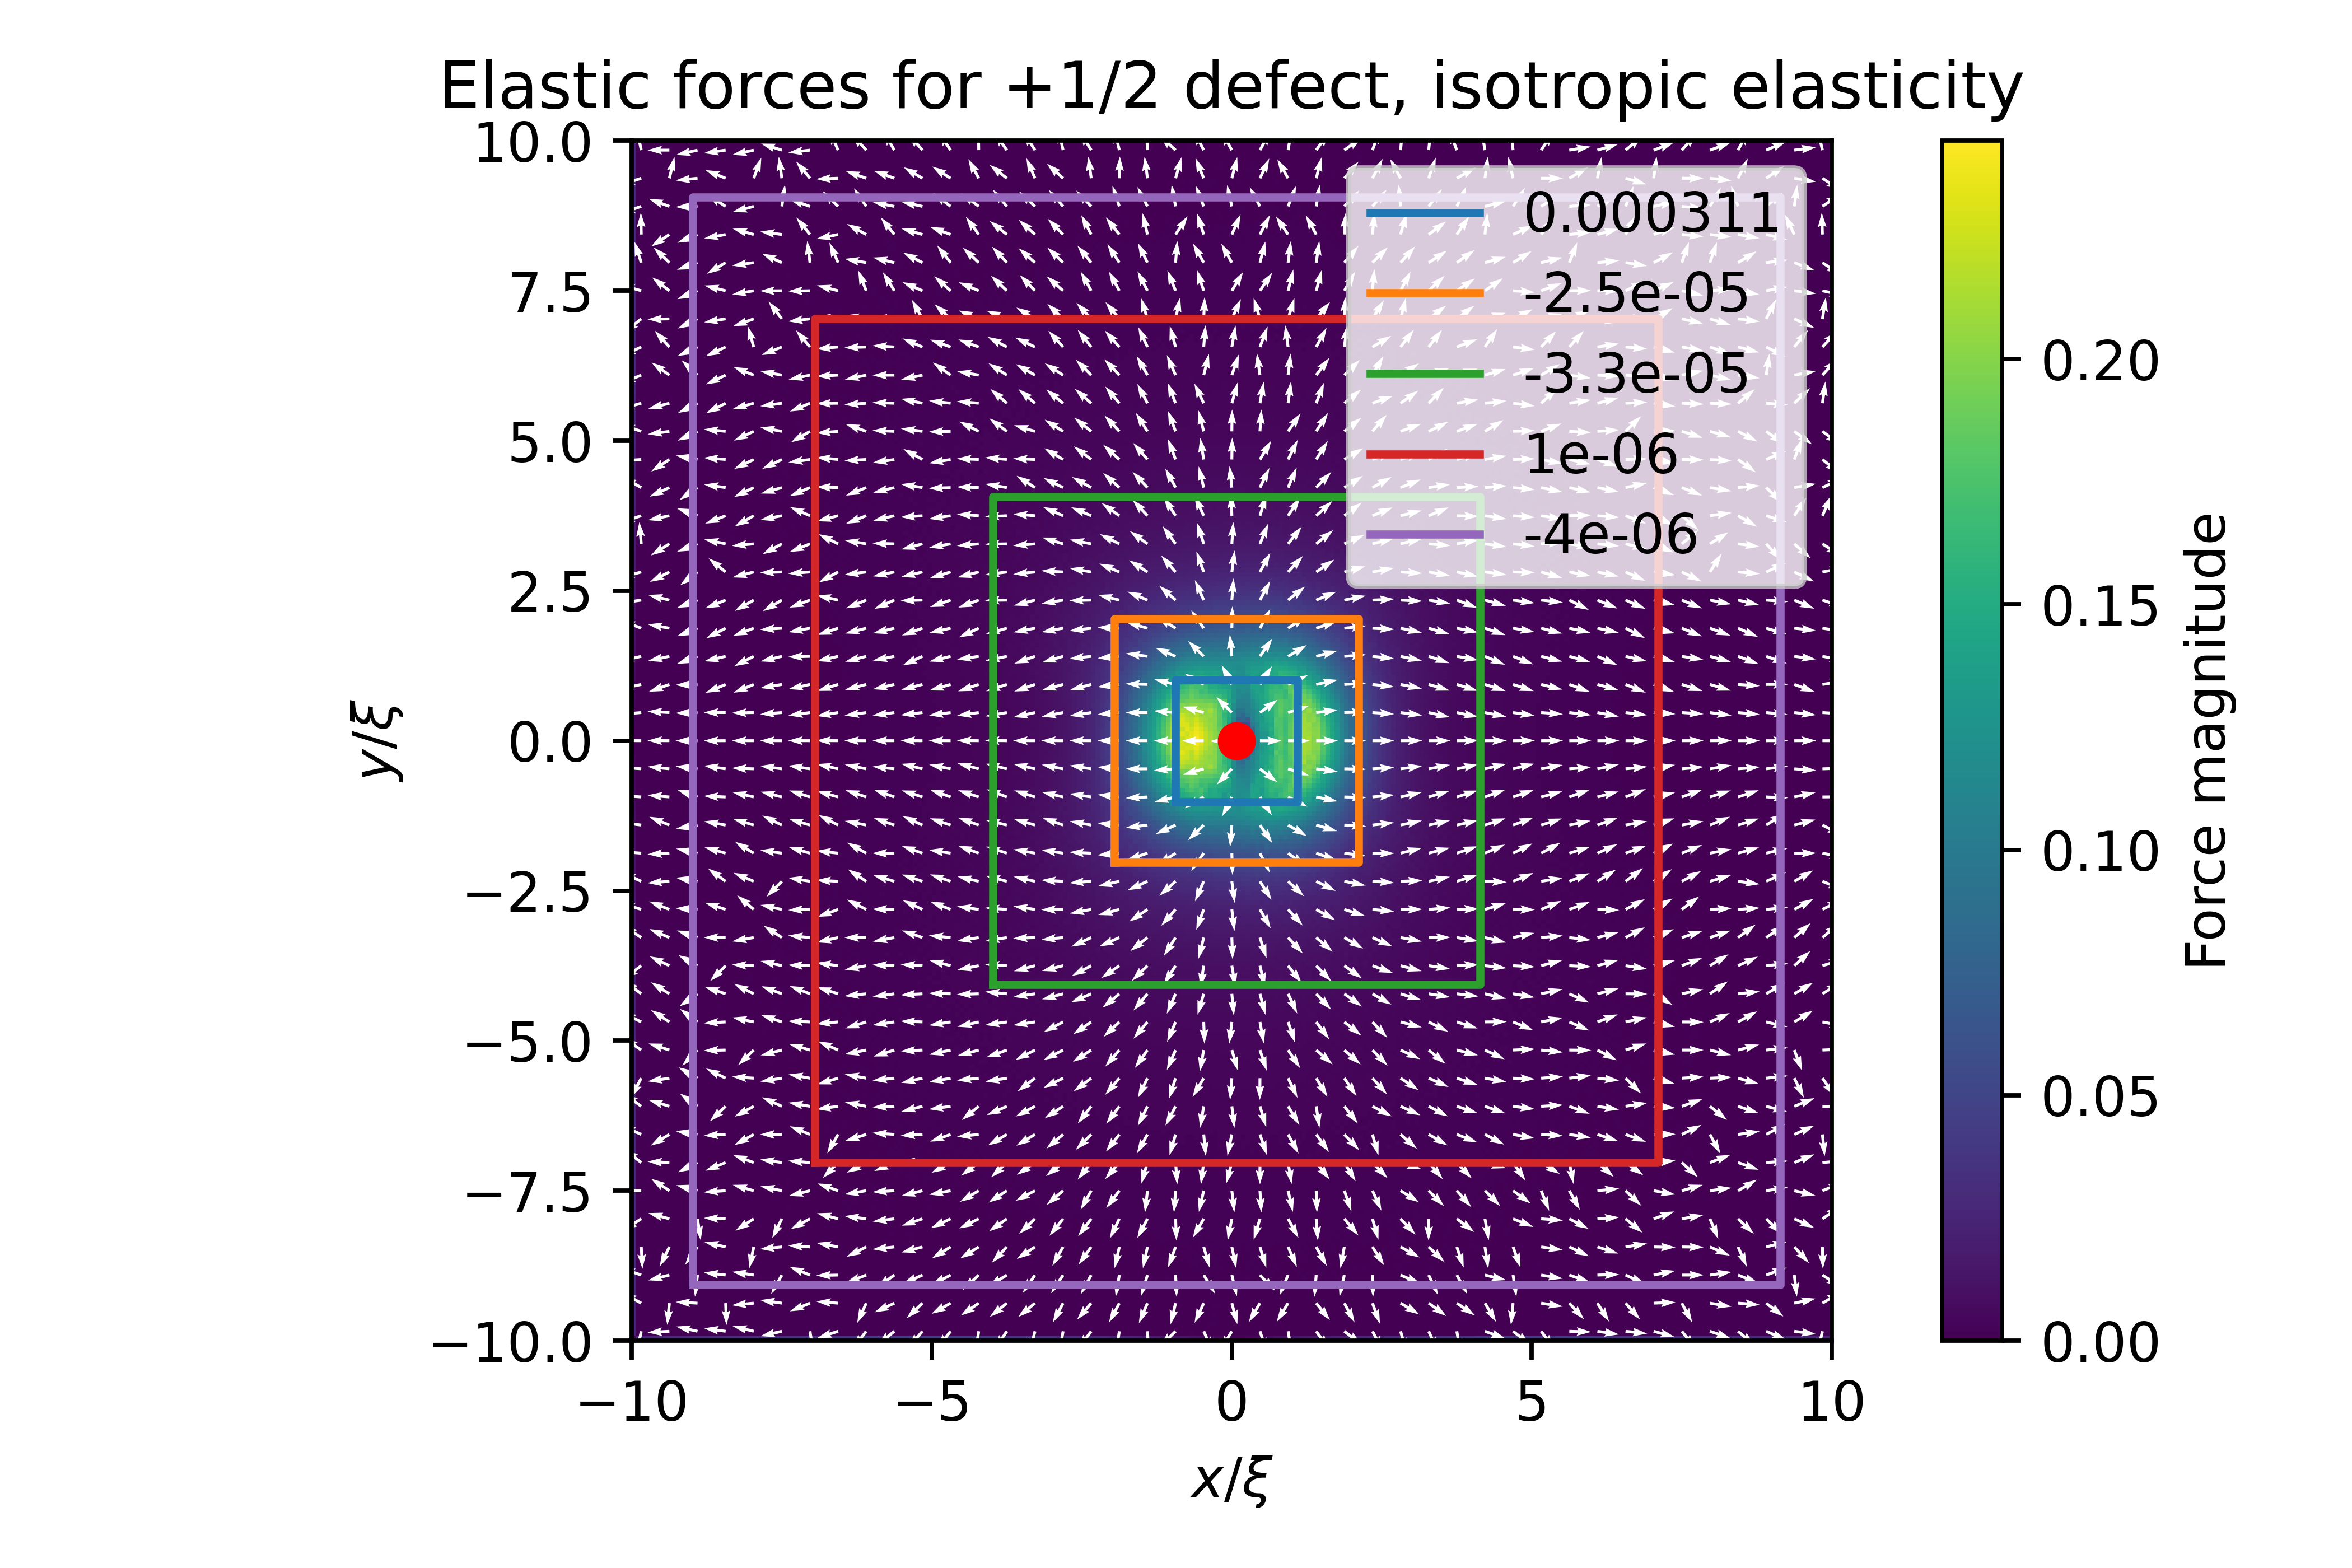 Elastic forces for +1/2 defect, isotropic elasticity
10.0
7.5
5.0
2.5
0.0
−2.5
−5.0
−7.5
−10.0
y/ξ
−10
−5
0
5
10
x/ξ
0.000311
-2.5e-05
-3.3e-05
1e-06
-4e-06
0.20
0.15
0.10
0.05
0.00
Force magnitude